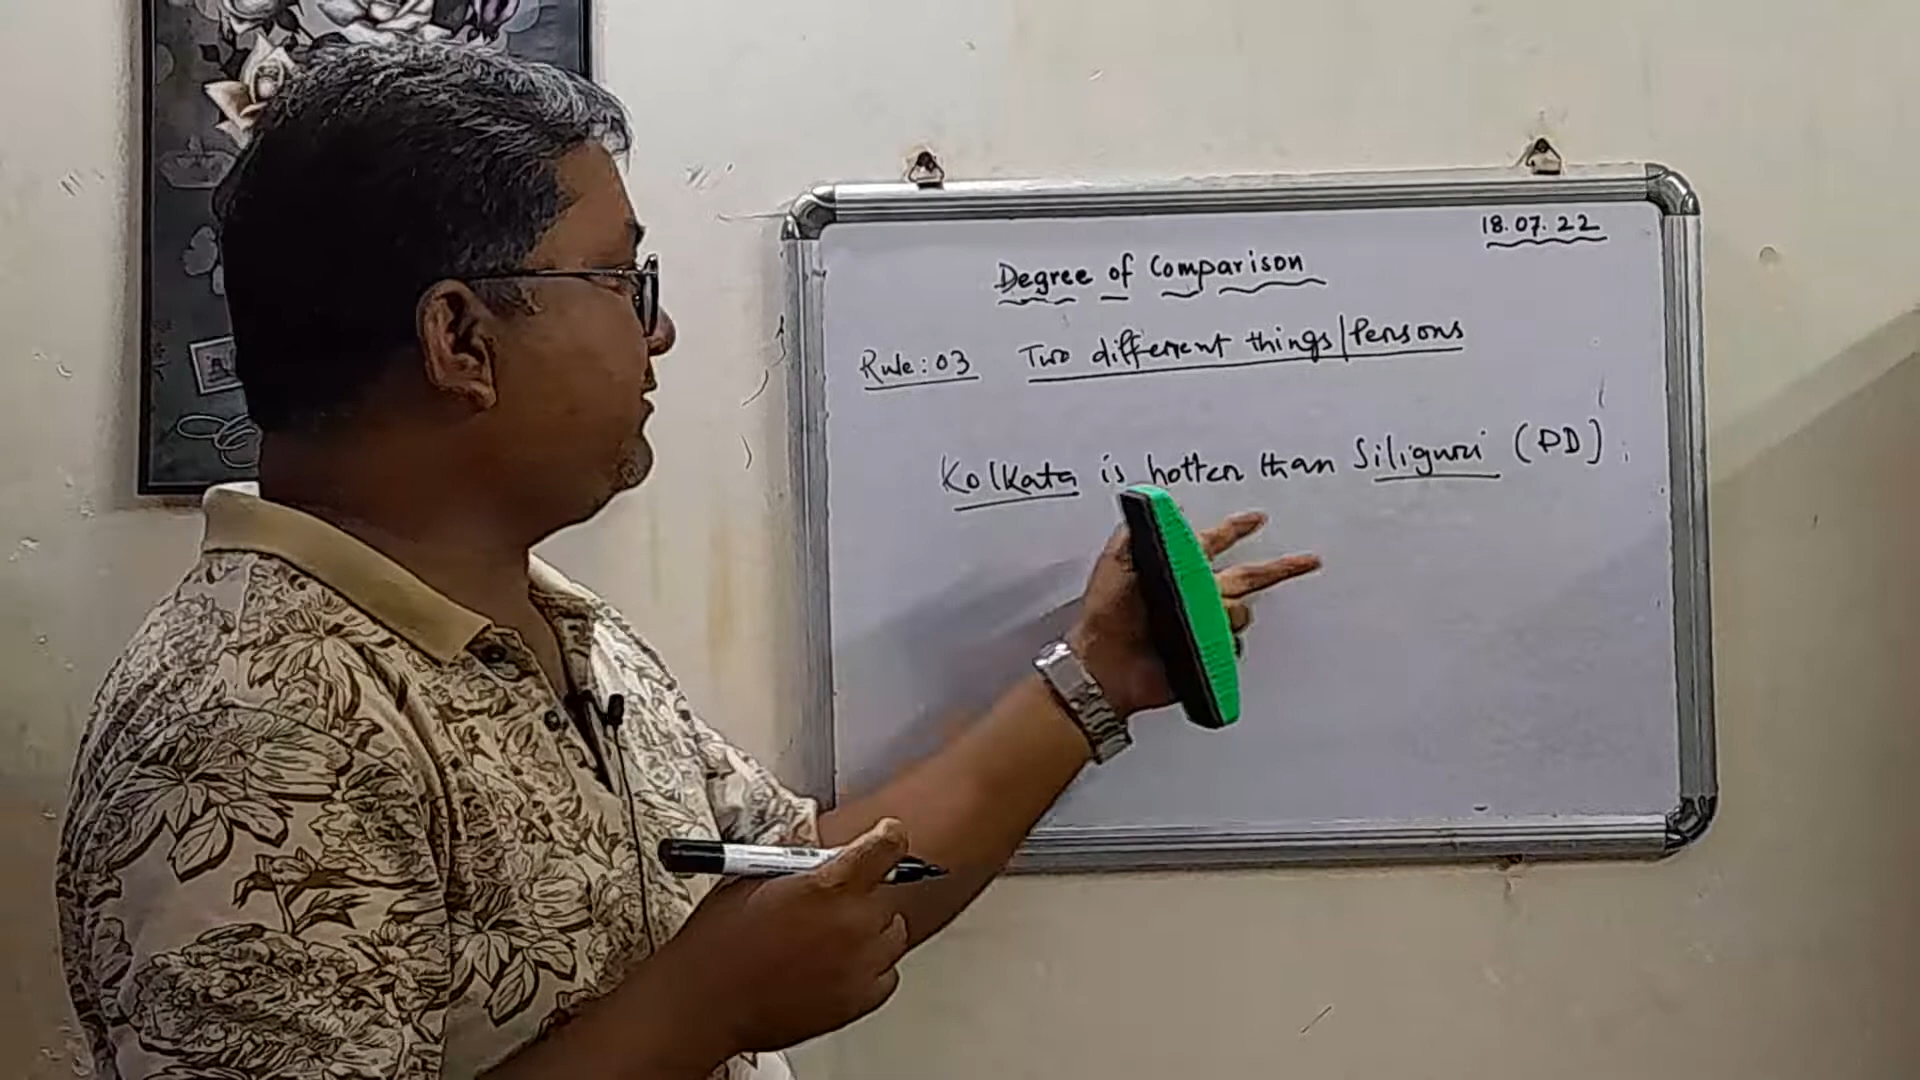 18.07.22
Degree of Comparison
Rule:03 Two different things/Persons
Kolkata is hotter than Siliguri (PD)